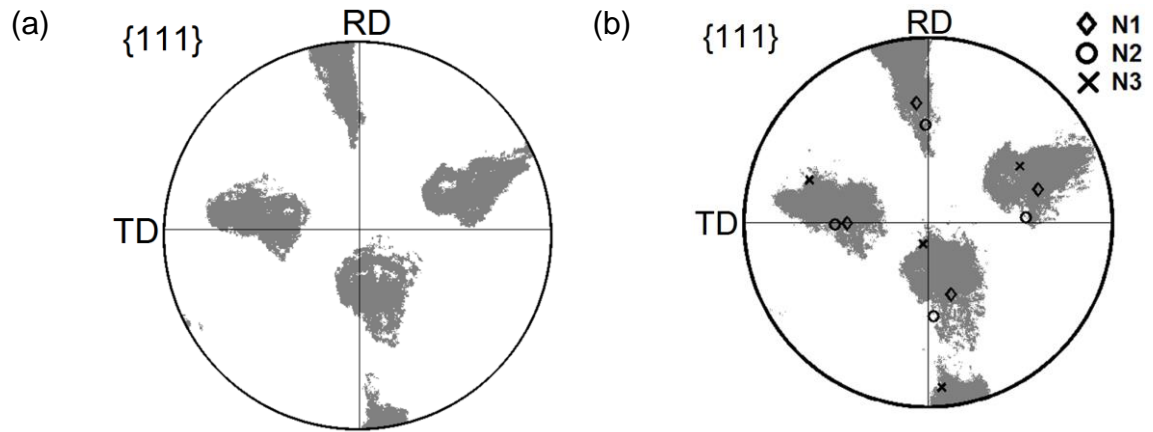 (a)
{111}
RD
TD
(b)
{111}
RD
TD
N1
N2
N3